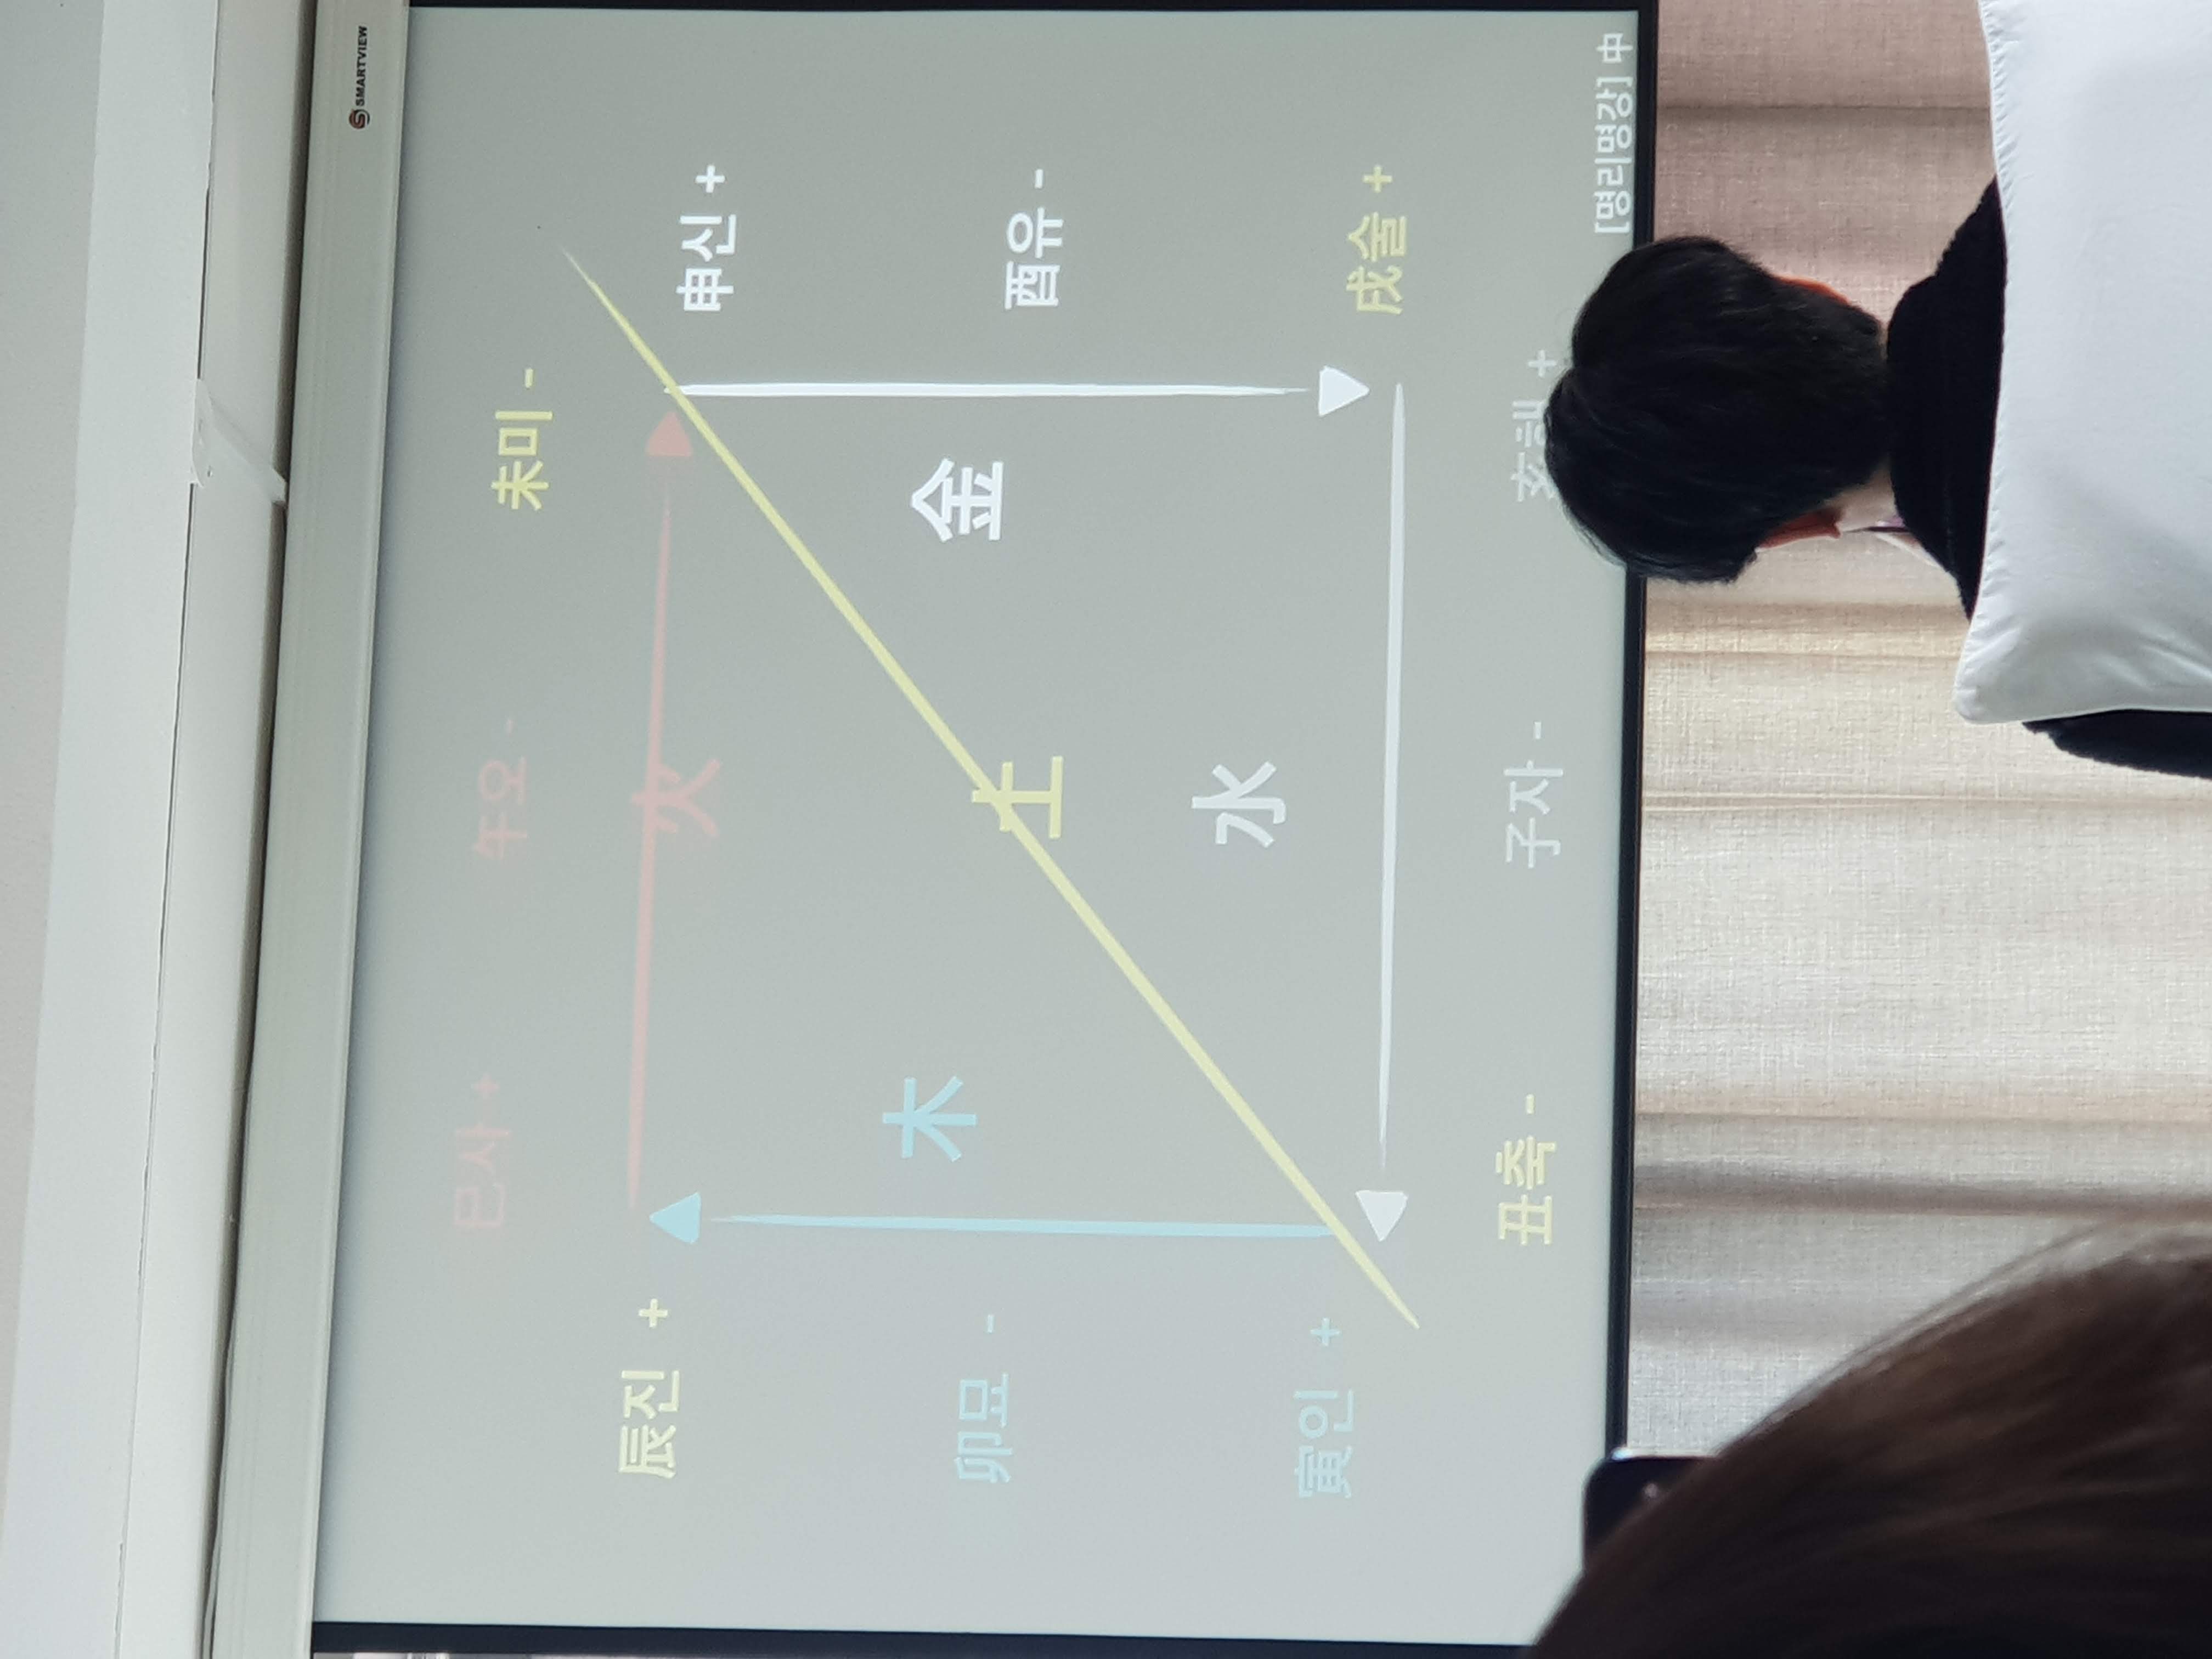 SMARTVIEW
巳사 +
午오 -
未미 -
辰진 +
火
申신 +
木
金
卯묘 -
土
酉유 -
水
寅인 +
戌술 +
丑축 -
子자 -
亥해 +
[명리명강] 中